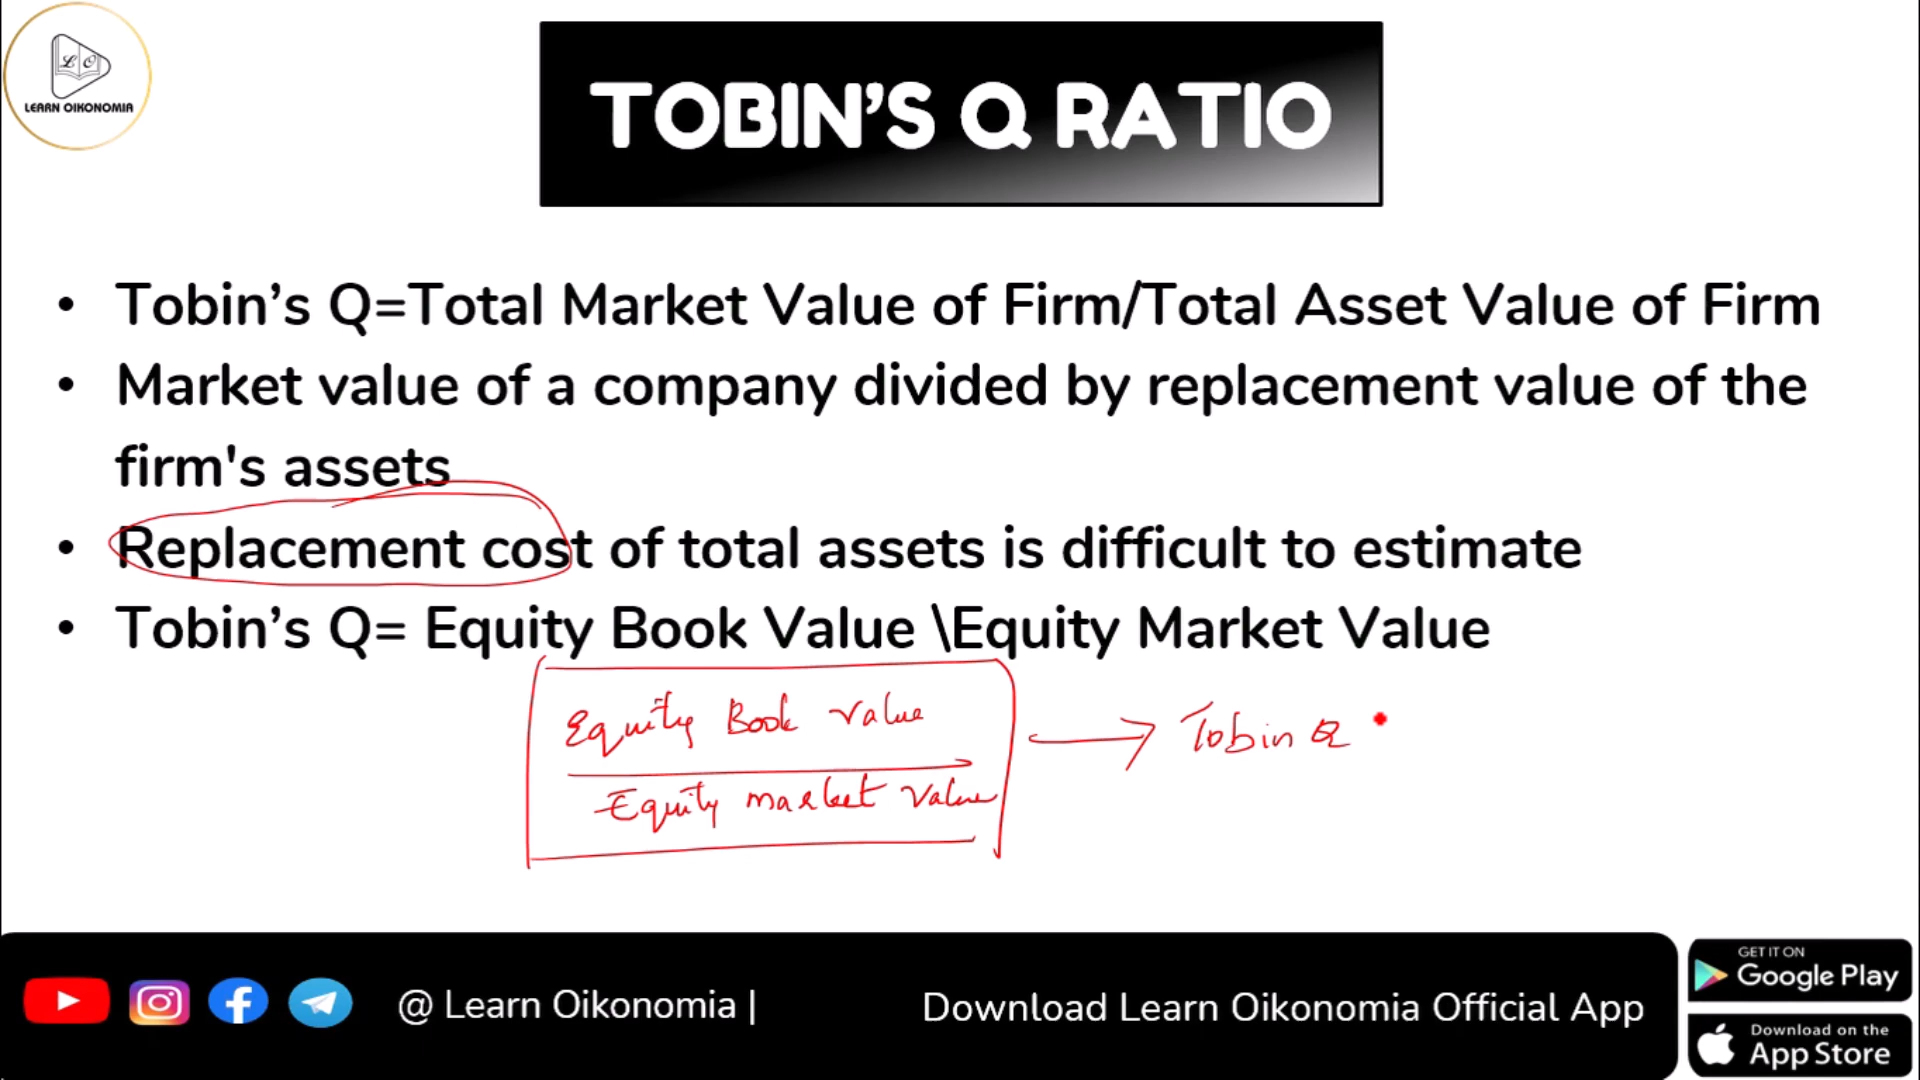 L O
LEARN OIKONOMIA
TOBIN'S Q RATIO
• Tobin's Q=Total Market Value of Firm/Total Asset Value of Firm
• Market value of a company divided by replacement value of the
firm's assets
• Replacement cost of total assets is difficult to estimate
• Tobin's Q= Equity Book Value \Equity Market Value
Equity Book Value
Equity market Value
Tobin Q
@ Learn Oikonomia |
Download Learn Oikonomia Official App
GET IT ON
Google Play
Download on the
App Store